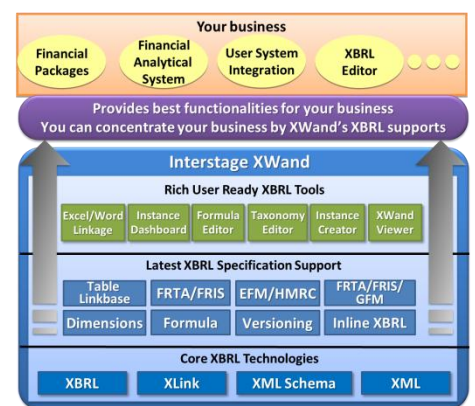 Your business
Financial
Packages
Financial
Analytical
System
User System
Integration
XBRL
Editor
Provides best functionalities for your business
You can concentrate your business by XWand's XBRL supports
Interstage XWand
Rich User Ready XBRL Tools
Excel/Word
Linkage
Instance
Dashboard
Formula
Editor
Taxonomy
Editor
Instance
Creator
XWand
Viewer
Latest XBRL Specification Support
Table
Linkbase
FRTA/FRIS
EFM/HMRC
FRTA/FRIS/
GFM
Dimensions
Formula
Versioning
Inline XBRL
Core XBRL Technologies
XBRL
XLink
XML Schema
XML